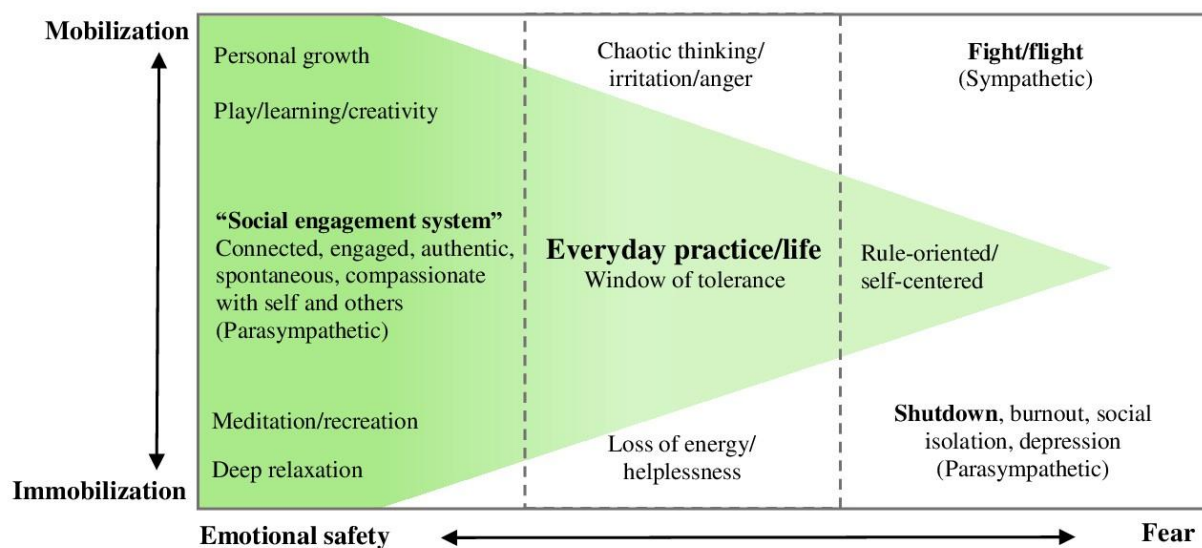 Mobilization
Personal growth
Play/learning/creativity
“Social engagement system”
Connected, engaged, authentic,
spontaneous, compassionate
with self and others
(Parasympathetic)
Meditation/recreation
Deep relaxation
Immobilization
Chaotic thinking/
irritation/anger
Everyday practice/life
Window of tolerance
Loss of energy/
helplessness
Fight/flight
(Sympathetic)
Rule-oriented/
self-centered
Shutdown, burnout, social
isolation, depression
(Parasympathetic)
Emotional safety
Fear